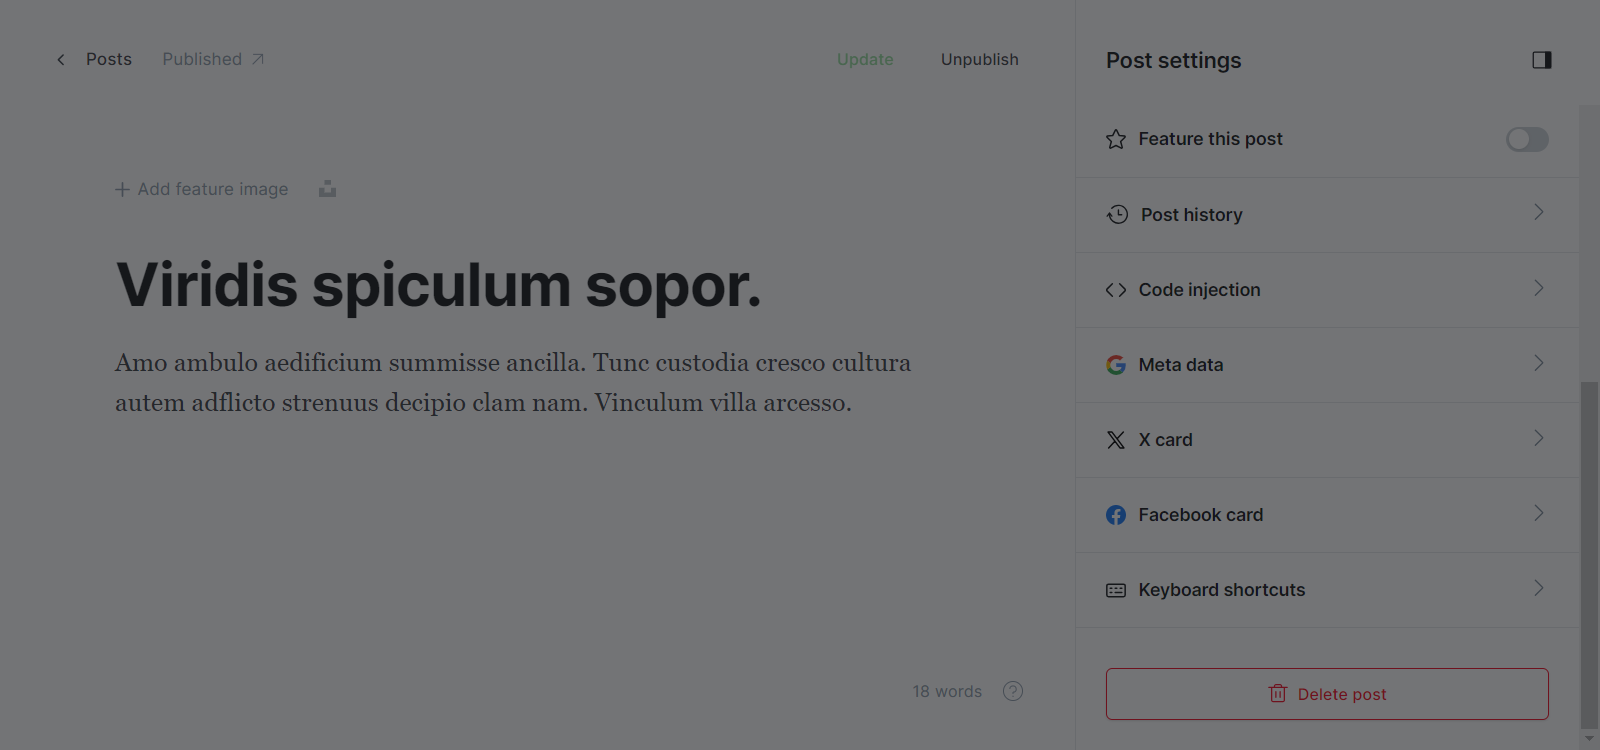 Posts Published Update Unpublish
Add feature image
Viridis spiculum sopor.
Amo ambulo aedificium summisse ancilla. Tunc custodia cresco cultura
autem adflicto strenuus decipio clam nam. Vinculum villa arcesso.
18 words ?
Post settings
Feature this post
Post history
Code injection
Meta data
X card
Facebook card
Keyboard shortcuts
Delete post